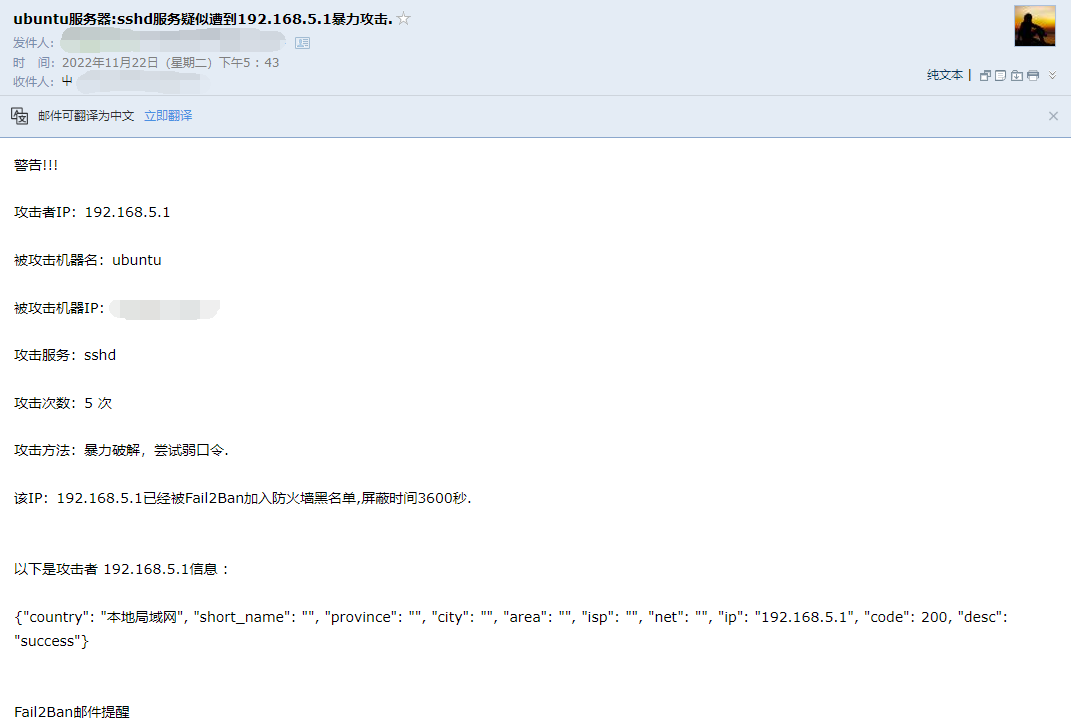 ubuntu服务器:sshd服务疑似遭到192.168.5.1暴力攻击.
发件人:
时 间: 2022年11月22日 (星期二) 下午5：43
收件人:
纯文本 |
邮件可翻译为中文 立即翻译
警告!!!
攻击者IP: 192.168.5.1
被攻击机器名: ubuntu
被攻击机器IP:
攻击服务: sshd
攻击次数: 5 次
攻击方法: 暴力破解, 尝试弱口令.
该IP: 192.168.5.1已经被Fail2Ban加入防火墙黑名单,屏蔽时间3600秒.
以下是攻击者 192.168.5.1信息 :
{"country": "本地局域网", "short_name": "", "province": "", "city": "", "area": "", "isp": "", "net": "", "ip": "192.168.5.1", "code": 200, "desc":
"success"}
Fail2Ban邮件提醒